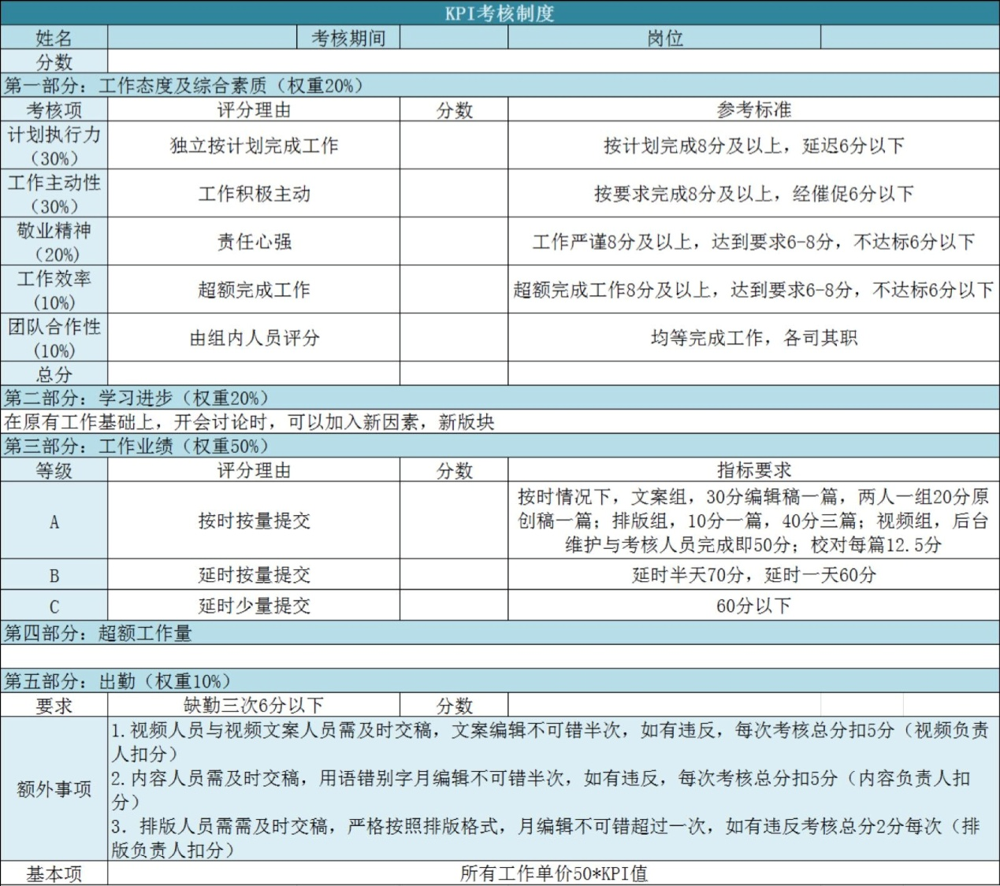 KPI考核制度
姓名 考核期间 岗位
分数
第一部分：工作态度及综合素质（权重20%）
考核项 评分理由 分数 参考标准
计划执行力
（30%）
独立按计划完成工作
按计划完成8分及以上，延迟6分以下
工作主动性
（30%）
工作积极主动
按要求完成8分及以上，经催促6分以下
敬业精神
（20%)
责任心强
工作严谨8分及以上，达到要求6-8分，不达标6分以下
工作效率
(10%)
超额完成工作
超额完成工作8分及以上，达到要求6-8分，不达标6分以下
团队合作性
(10%)
由组内人员评分
均等完成工作，各司其职
总分
第二部分：学习进步（权重20%）
在原有工作基础上，开会讨论时，可以加入新因素，新版块
第三部分：工作业绩（权重50%）
等级 评分理由 分数 指标要求
A
按时按量提交
按时情况下，文案组，30分编辑稿一篇，两人一组20分原
创稿一篇；排版组，10分一篇，40分三篇；视频组，后台
维护与考核人员完成即50分；校对每篇12.5分
B 延时按量提交 延时半天70分，延时一天60分
C 延时少量提交 60分以下
第四部分：超额工作量
第五部分：出勤（权重10%）
要求 缺勤三次6分以下 分数
额外事项
1.视频人员与视频文案人员需及时交稿，文案编辑不可错半次，如有违反，每次考核总分扣5分（视频负责
人扣分）
2.内容人员需及时交稿，用语错别字月编辑不可错半次，如有违反，每次考核总分扣5分（内容负责人扣
分）
3．排版人员需需及时交稿，严格按照排版格式，月编辑不可错超过一次，如有违反考核总分2分每次（排
版负责人扣分）
基本项 所有工作单价50*KPI值